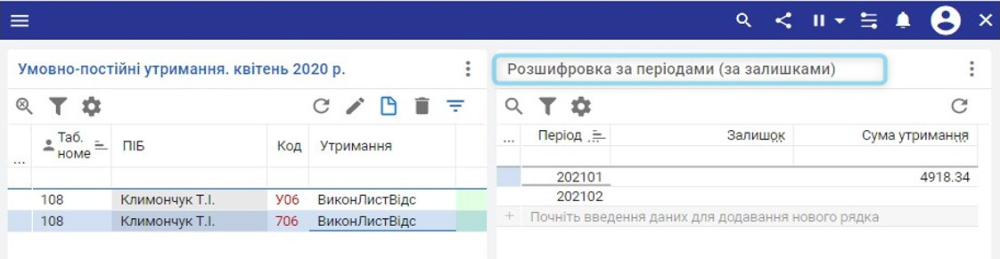 Умовно-постійні утримання. квітень 2020 р.
Розшифровка за періодами (за залишками)
... Таб. номе ПІБ Код Утримання
108 Климончук Т.І. У06 ВиконЛистВідс
108 Климончук Т.І. 706 ВиконЛистВідс
... Період Залишок Сума утримання
202101 4918.34
202102
+ Почніть введення даних для додавання нового рядка